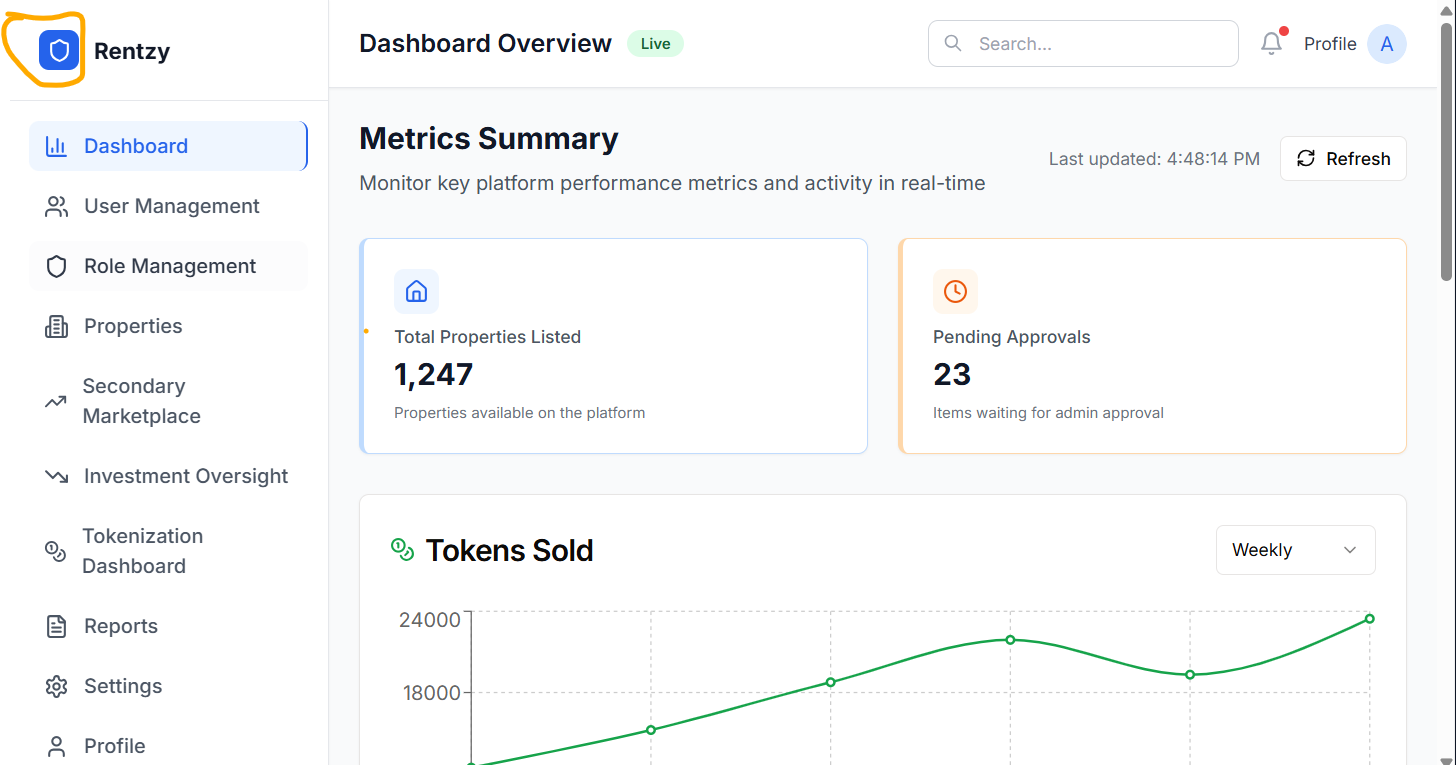 Rentzy
Dashboard
User Management
Role Management
Properties
Secondary
Marketplace
Investment Oversight
Tokenization
Dashboard
Reports
Settings
Profile
Dashboard Overview
Live
Search...
Profile
A
Metrics Summary
Monitor key platform performance metrics and activity in real-time
Last updated: 4:48:14 PM
Refresh
Total Properties Listed
1,247
Properties available on the platform
Pending Approvals
23
Items waiting for admin approval
Tokens Sold
Weekly
24000
18000